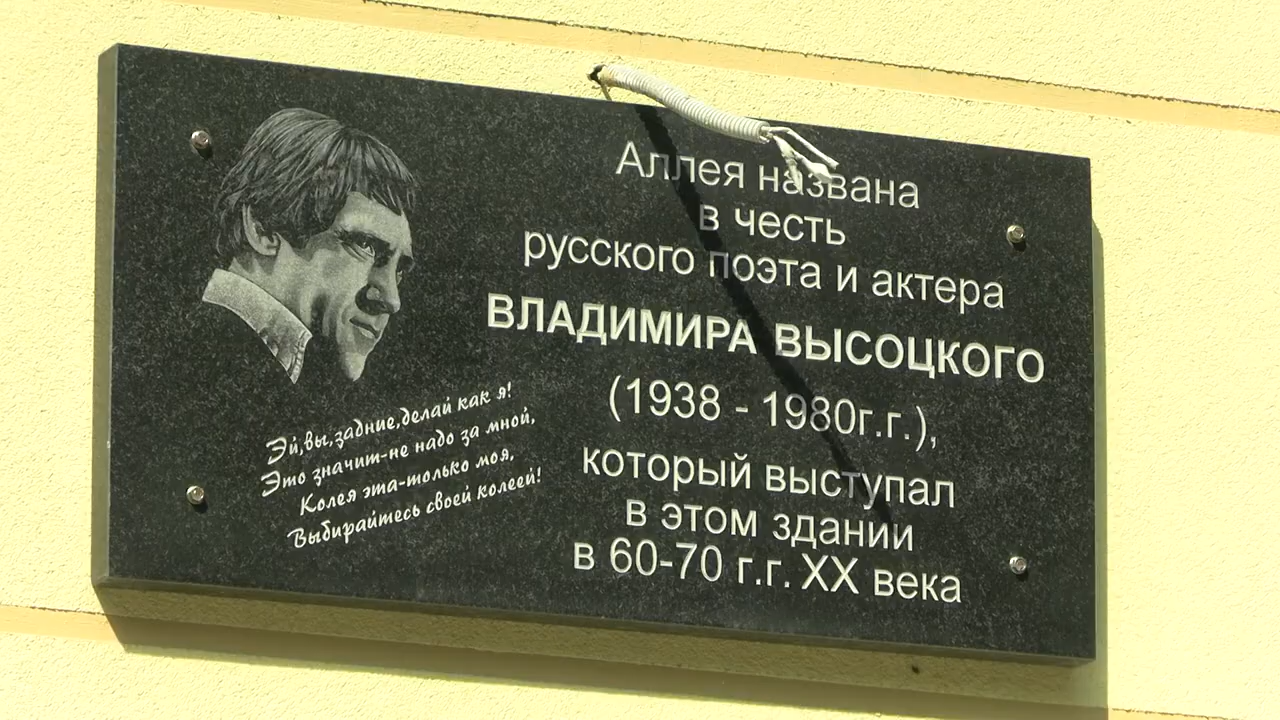 Аллея названа
в честь
русского поэта и актера
ВЛАДИМИРА ВЫСОЦКОГО
(1938 - 1980г.г.),
который выступал
в этом здании
в 60-70 г.г. XX века
Эй,вы,задние,делай как я!
Это значит-не надо за мной,
Колея эта-только моя,
Выбирайтесь своей колеей!